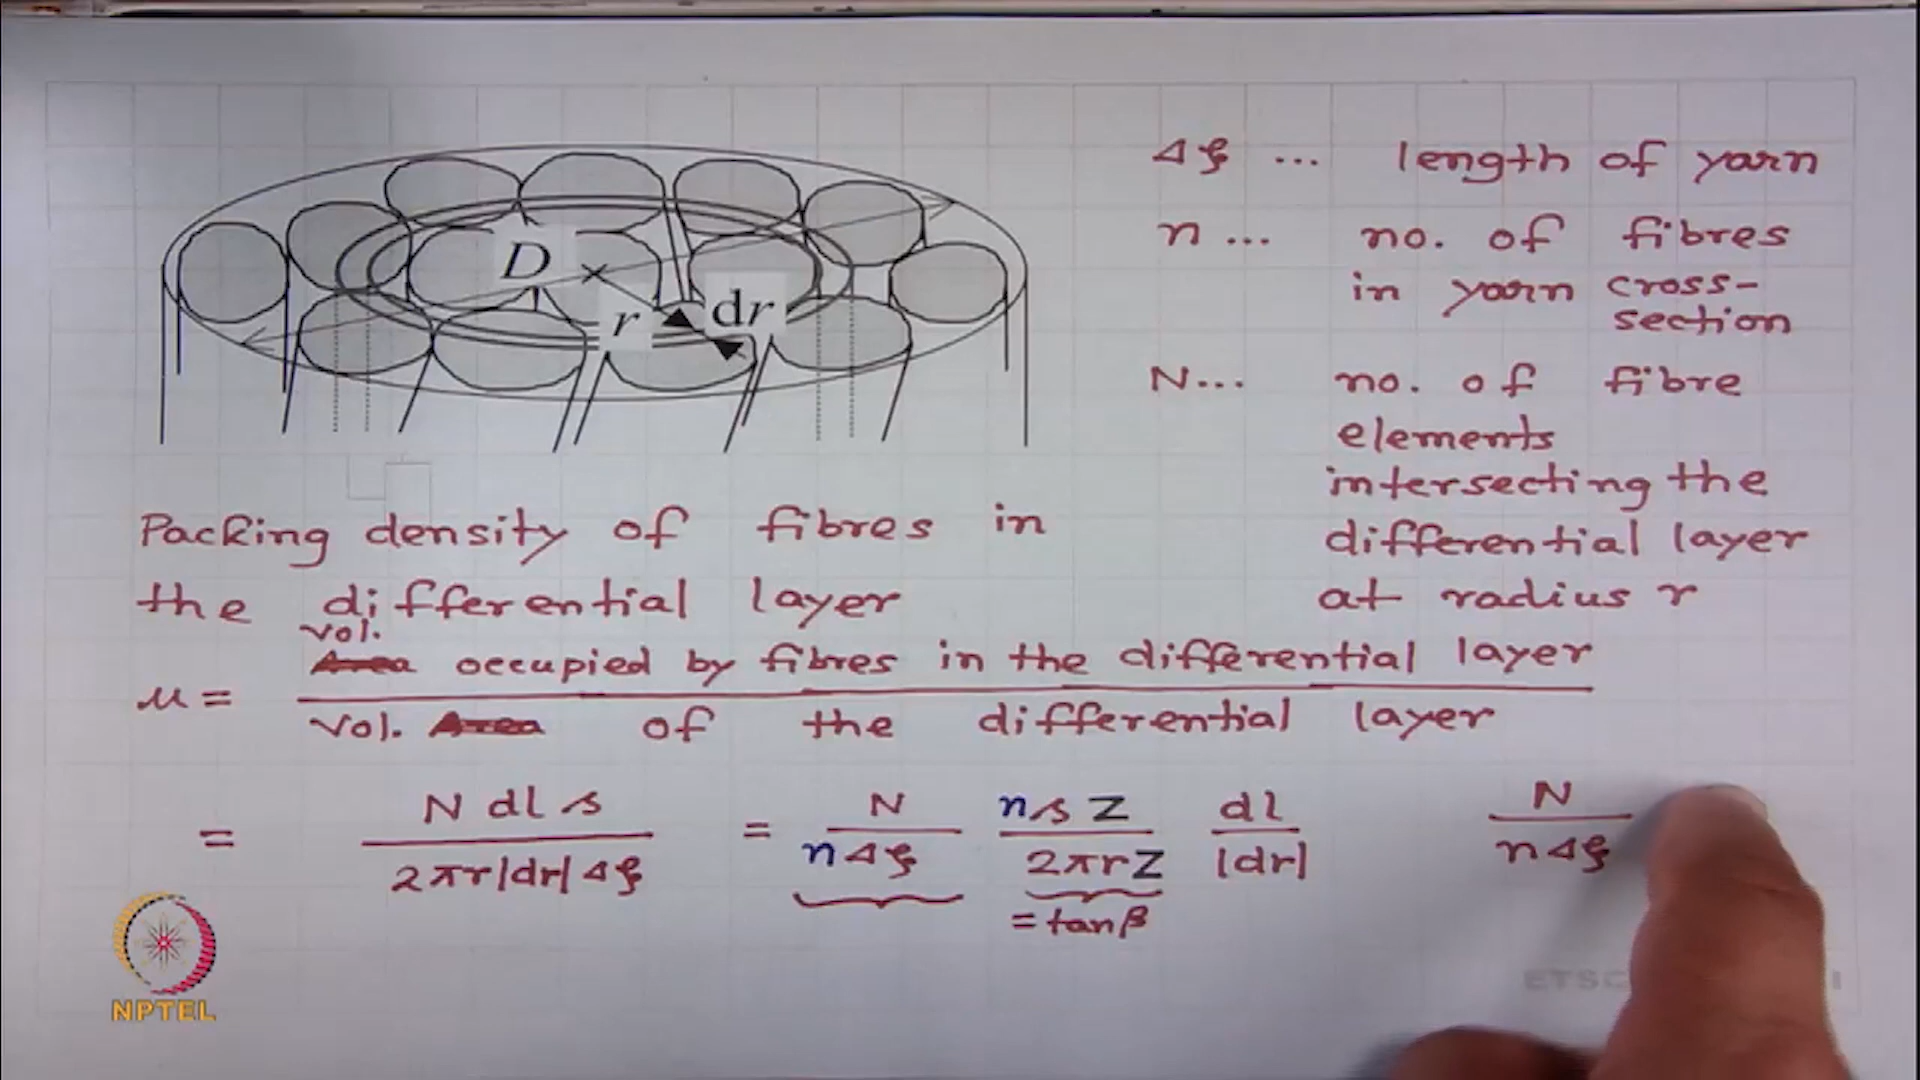 D
r
dr
Δξ ... length of yarn
n ... no. of fibres
in yarn cross-
section
N... no. of fibre
elements
intersecting the
differential layer
at radius r
Packing density of fibres in
the differential layer
vol.
Area occupied by fibres in the differential layer
μ =
vol. Area of the differential layer
= N dl s / 2πr|dr|Δξ = N / nΔξ  n s Z / 2πrZ  dl / |dr|  N / nΔξ
= tanβ
NPTEL